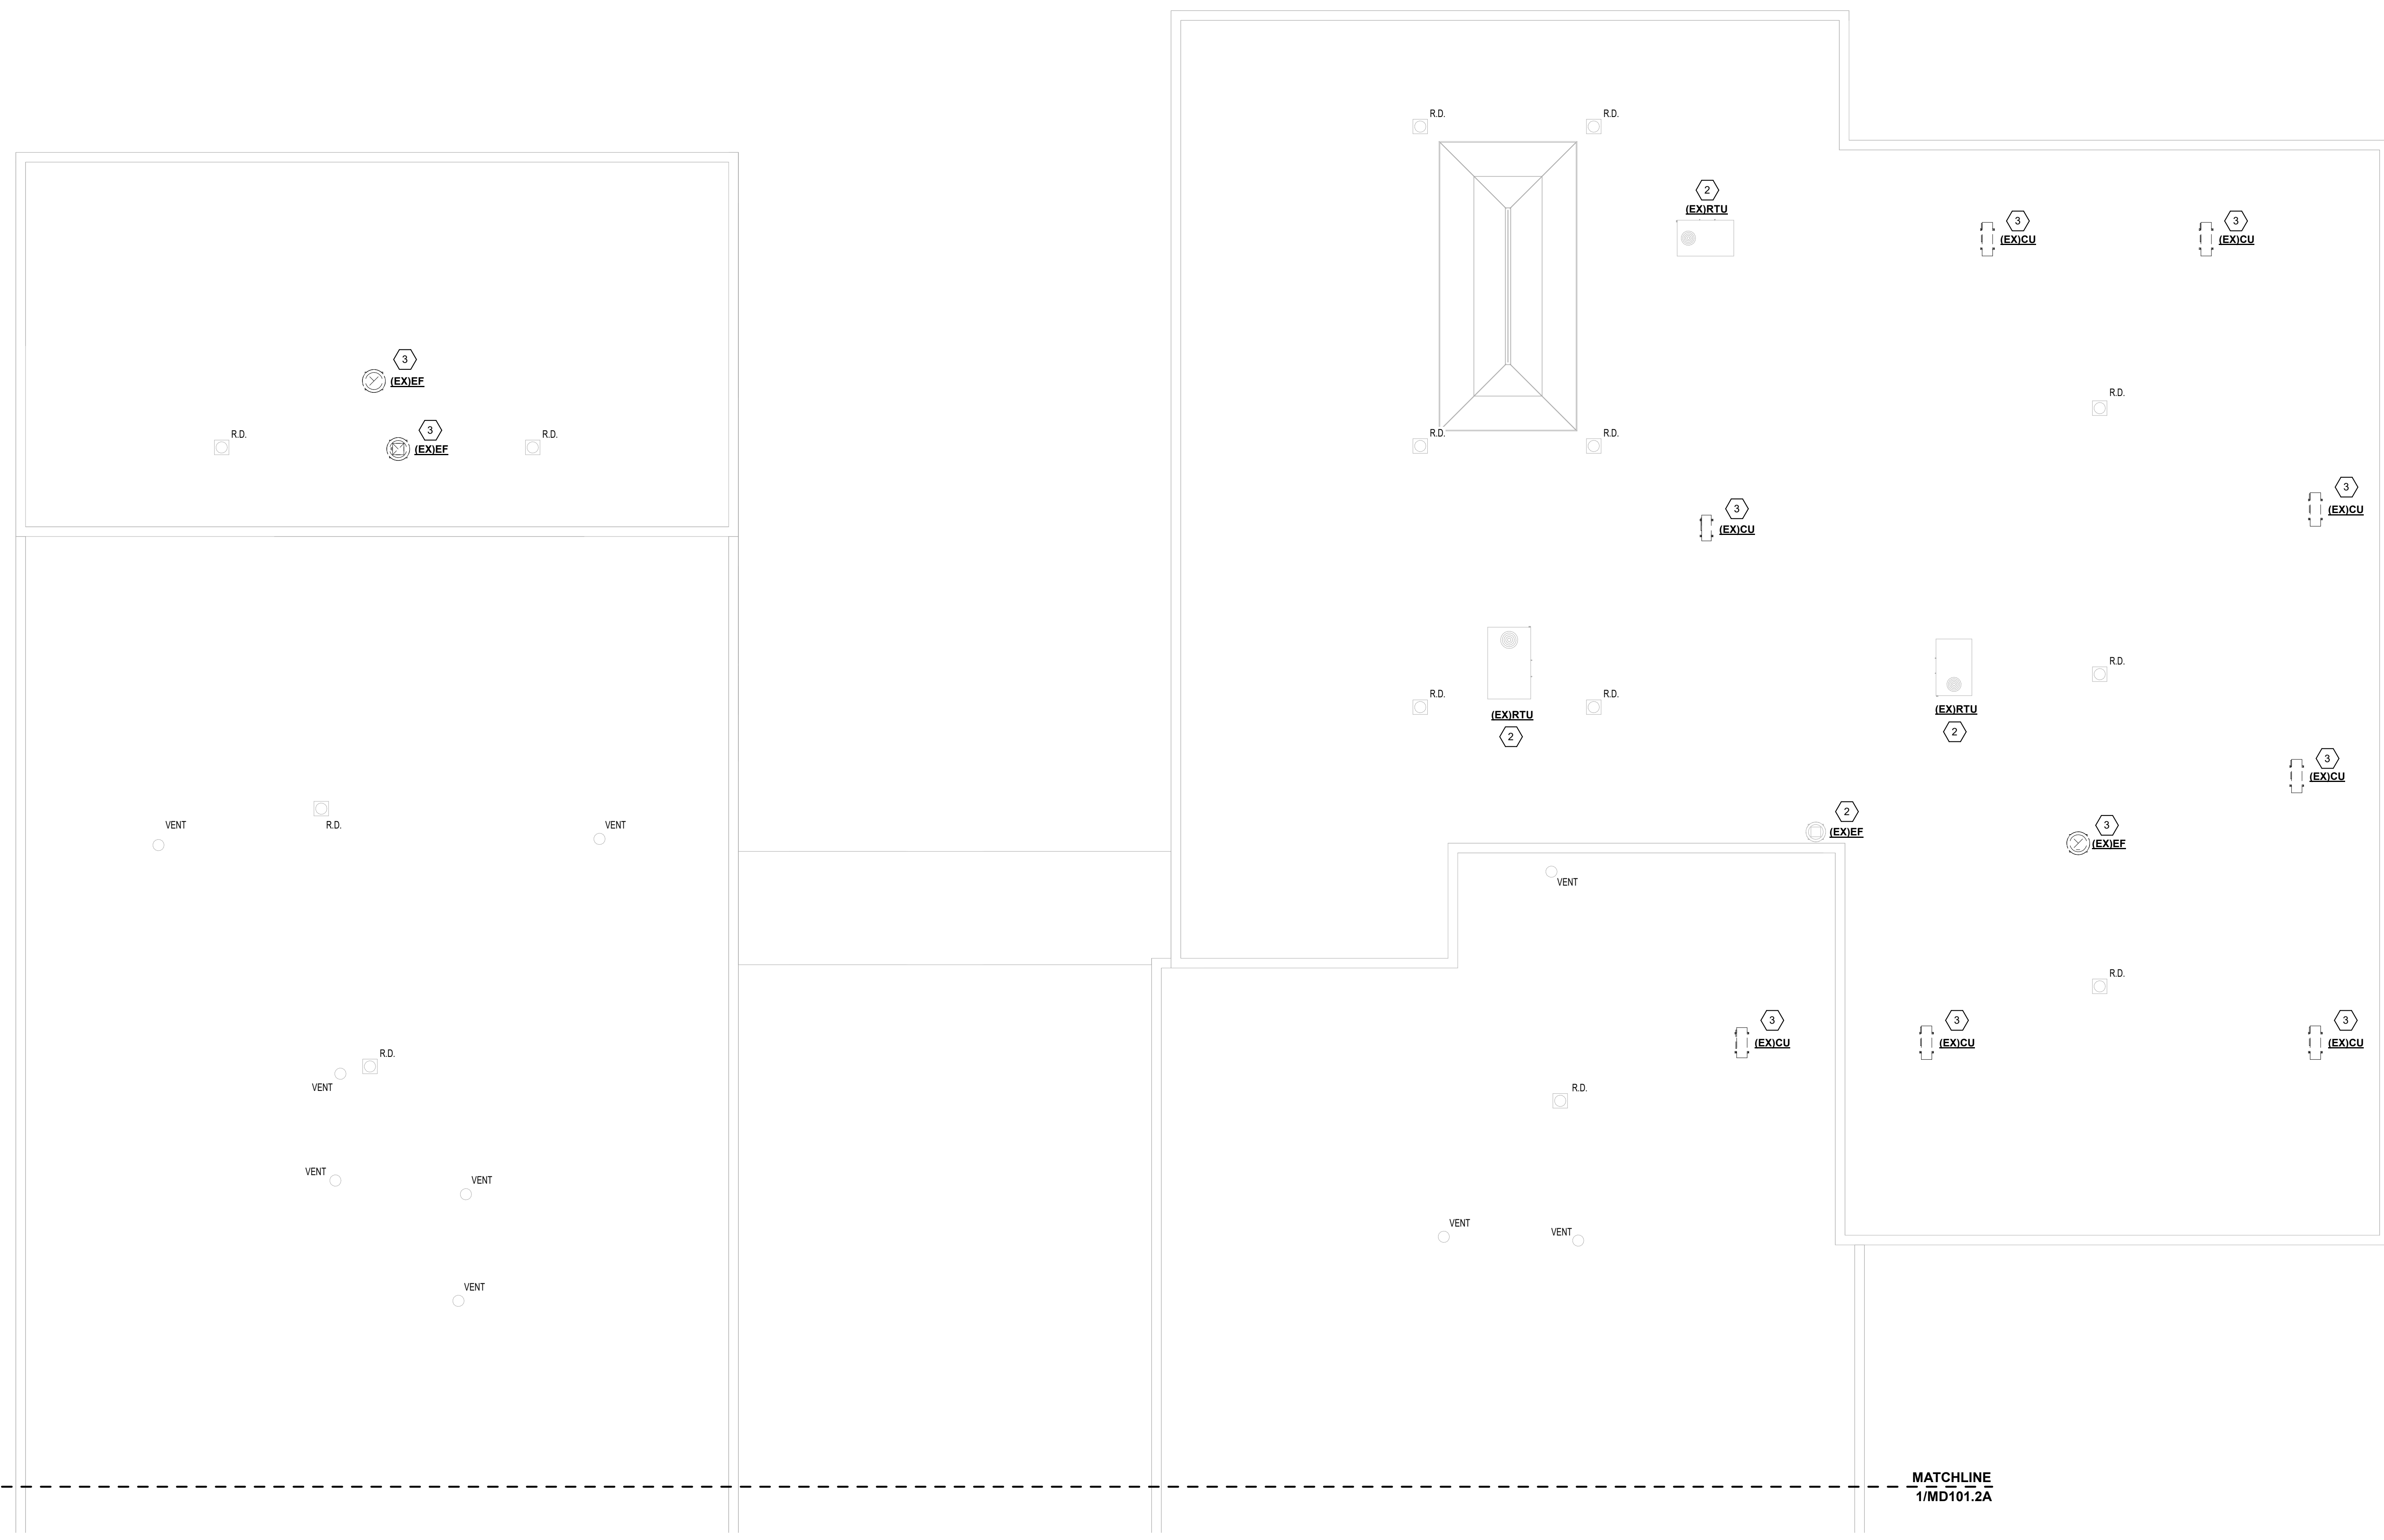 R.D.
R.D.
2
(EX)RTU
3
(EX)CU
3
(EX)CU
3
(EX)EF
R.D.
3
(EX)EF
R.D.
R.D.
R.D.
R.D.
3
(EX)CU
3
(EX)CU
R.D.
R.D.
R.D.
(EX)RTU
2
(EX)RTU
2
3
(EX)CU
VENT
R.D.
VENT
2
(EX)EF
3
(EX)EF
VENT
R.D.
3
(EX)CU
3
(EX)CU
3
(EX)CU
R.D.
VENT
R.D.
VENT
VENT
VENT
VENT
VENT
MATCHLINE
1/MD101.2A